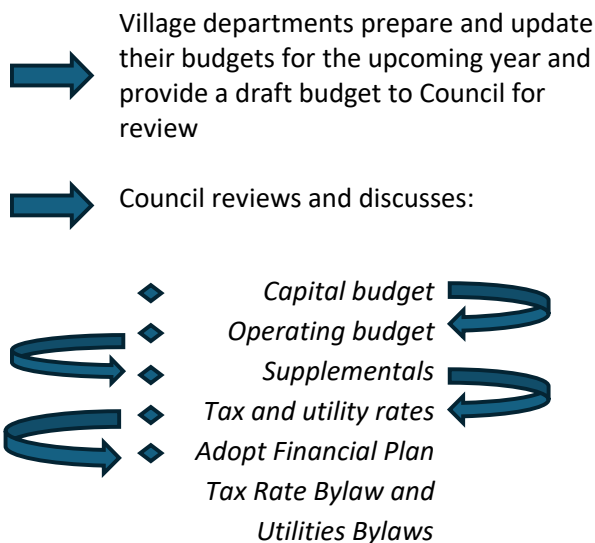 Village departments prepare and update
their budgets for the upcoming year and
provide a draft budget to Council for
review
Council reviews and discusses:
Capital budget
Operating budget
Supplementals
Tax and utility rates
Adopt Financial Plan
Tax Rate Bylaw and
Utilities Bylaws